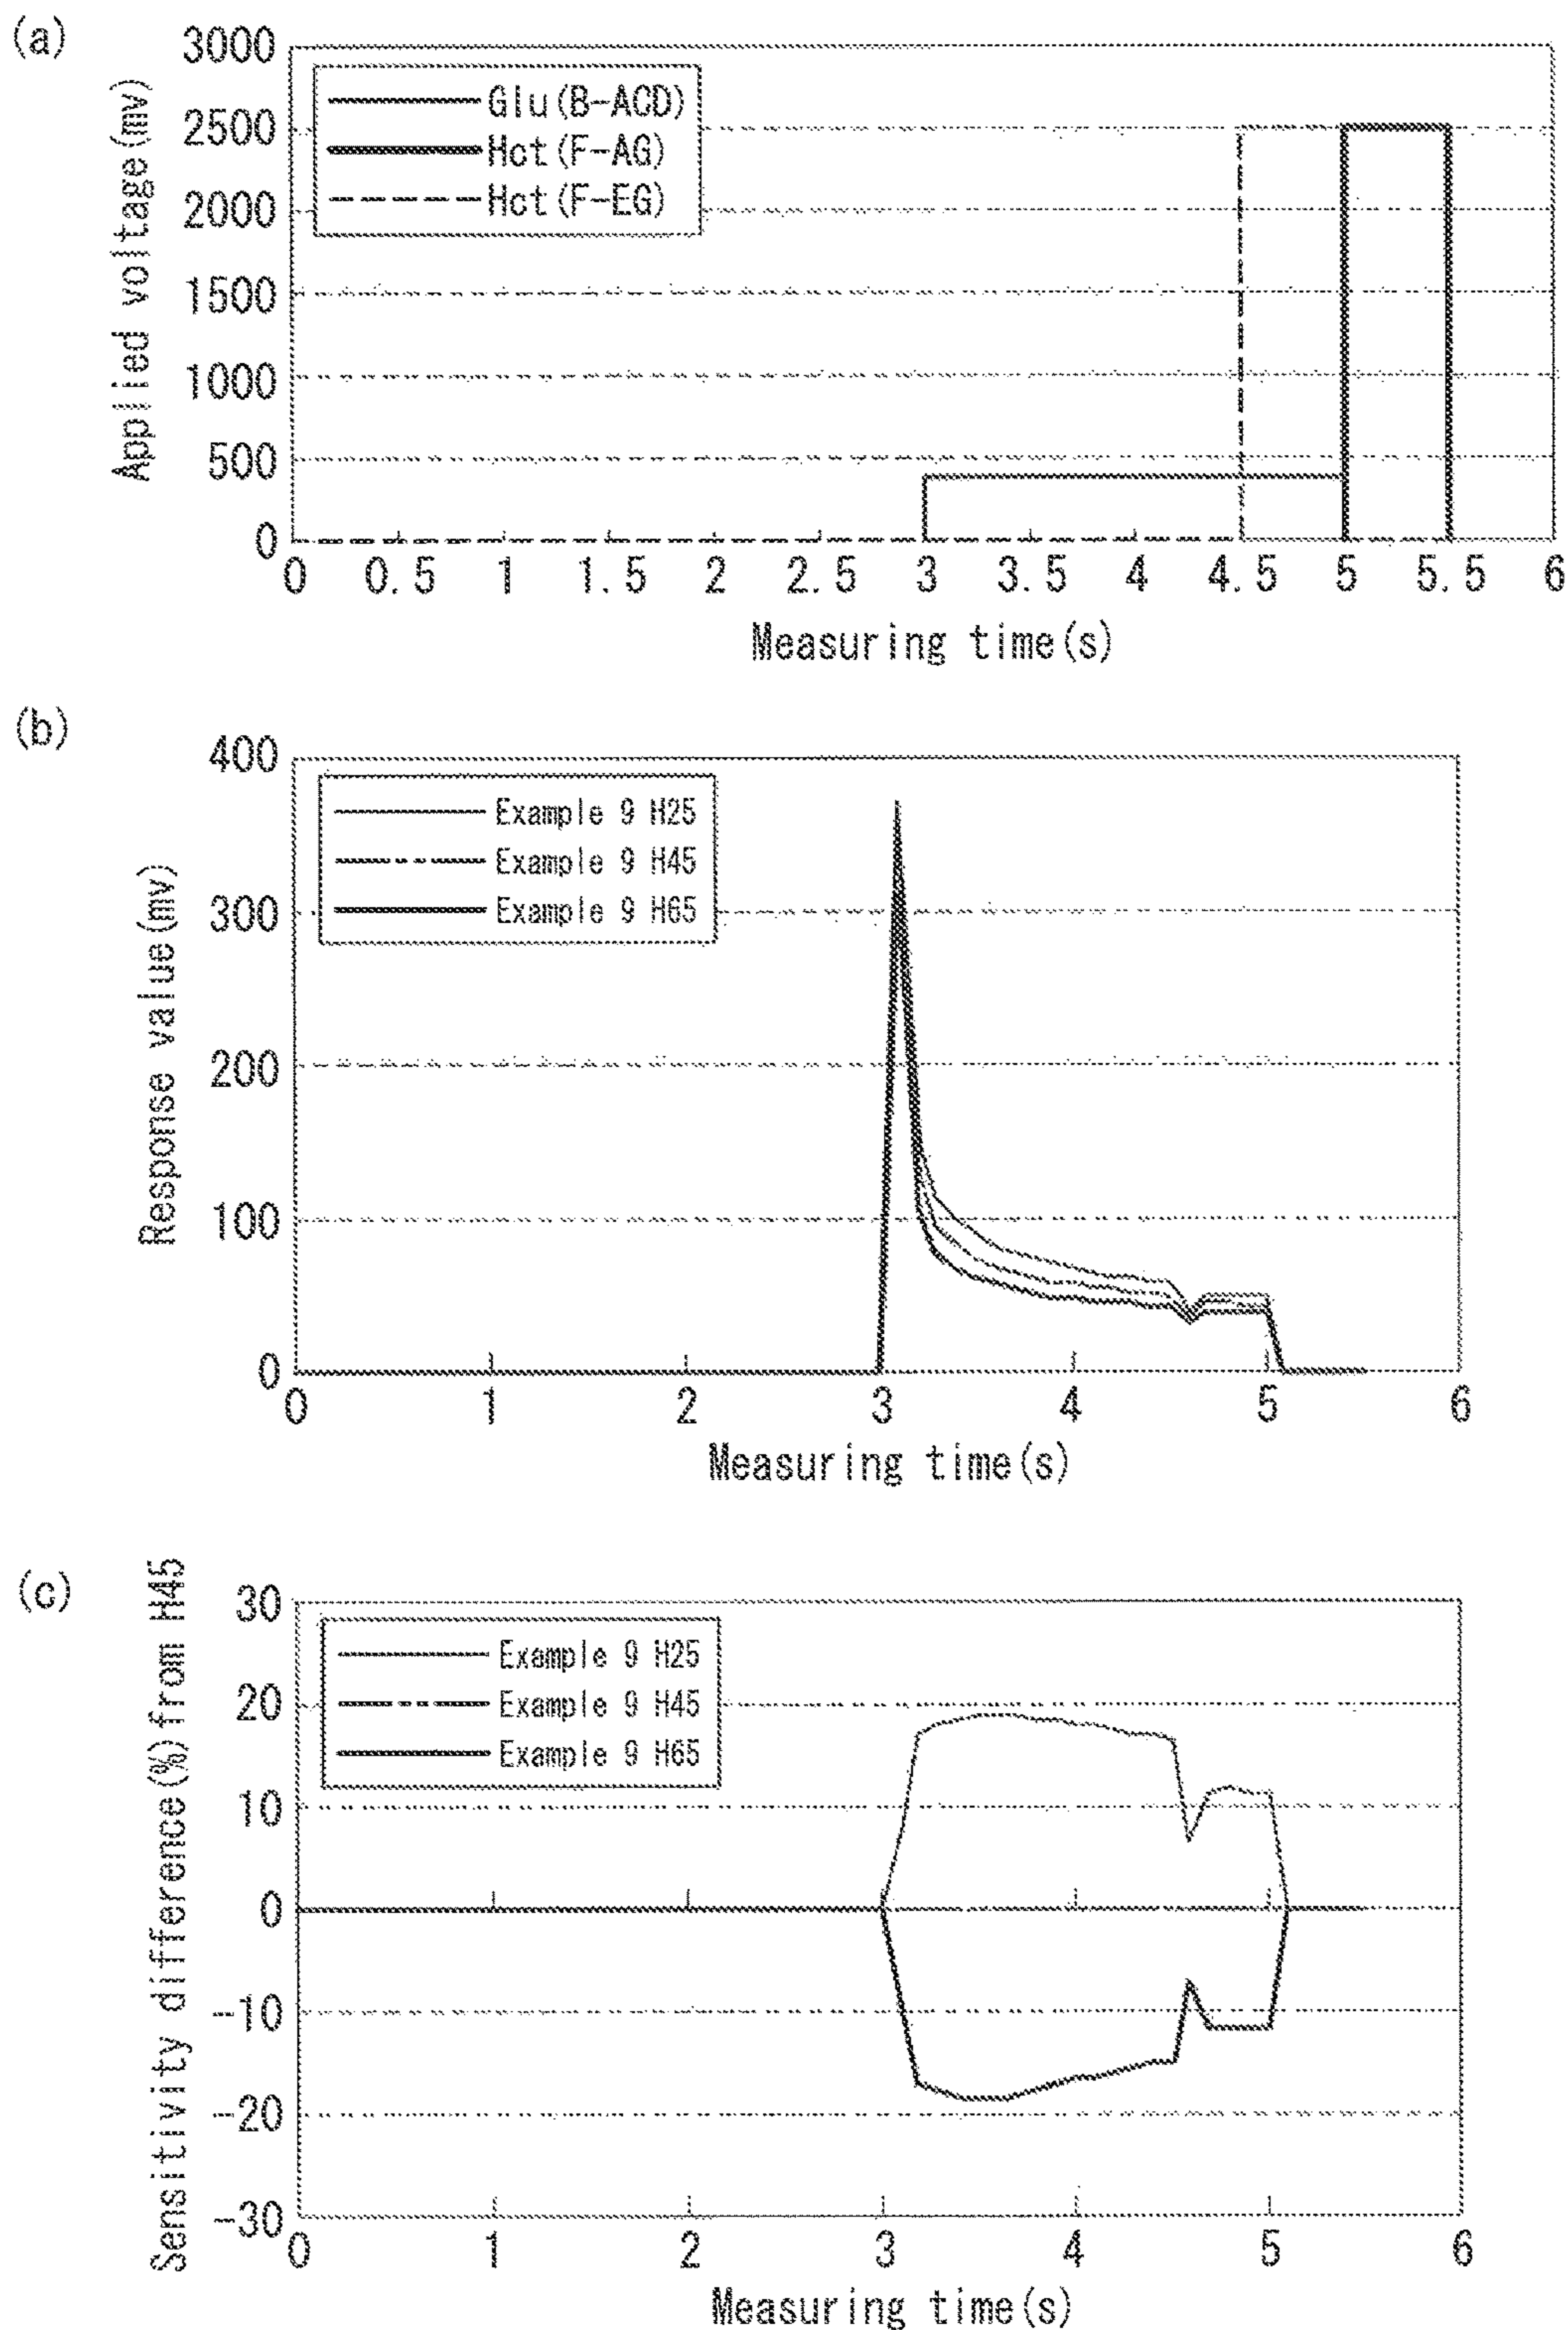 (a)
Applied voltage(mv)
3000
2500
2000
1500
1000
500
0
Glu(B-ACD)
Hct(F-AG)
Hct(F-EG)
0 0.5 1 1.5 2 2.5 3 3.5 4 4.5 5 5.5 6
Measuring time(s)
(b)
Response value(mv)
400
300
200
100
0
Example 9 H25
Example 9 H45
Example 9 H65
0 1 2 3 4 5 6
Measuring time(s)
(c)
Sensitivity difference(%)from H45
30
20
10
0
-10
-20
-30
Example 9 H25
Example 9 H45
Example 9 H65
0 1 2 3 4 5 6
Measuring time(s)